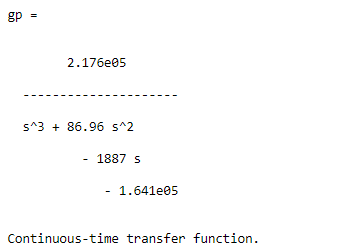 gp =
2.176e05
---------------------
s^3 + 86.96 s^2
- 1887 s
- 1.641e05
Continuous-time transfer function.